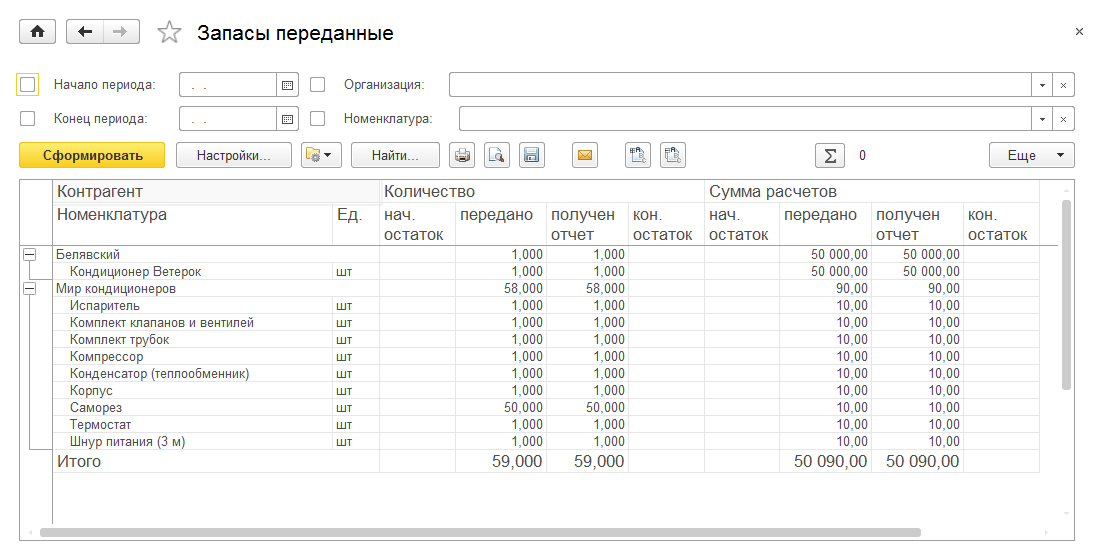 Запасы переданные
Начало периода: . . Организация:
Конец периода: . . Номенклатура:
Сформировать Настройки... Найти... Σ 0 Еще
Контрагент Количество Сумма расчетов
Номенклатура Ед. нач. остаток передано получен отчет кон. остаток нач. остаток передано получен отчет кон. остаток
Белявский 1,000 1,000 50 000,00 50 000,00
Кондиционер Ветерок шт 1,000 1,000 50 000,00 50 000,00
Мир кондиционеров 58,000 58,000 90,00 90,00
Испаритель шт 1,000 1,000 10,00 10,00
Комплект клапанов и вентилей шт 1,000 1,000 10,00 10,00
Комплект трубок шт 1,000 1,000 10,00 10,00
Компрессор шт 1,000 1,000 10,00 10,00
Конденсатор (теплообменник) шт 1,000 1,000 10,00 10,00
Корпус шт 1,000 1,000 10,00 10,00
Саморез шт 50,000 50,000 10,00 10,00
Термостат шт 1,000 1,000 10,00 10,00
Шнур питания (3 м) шт 1,000 1,000 10,00 10,00
Итого 59,000 59,000 50 090,00 50 090,00